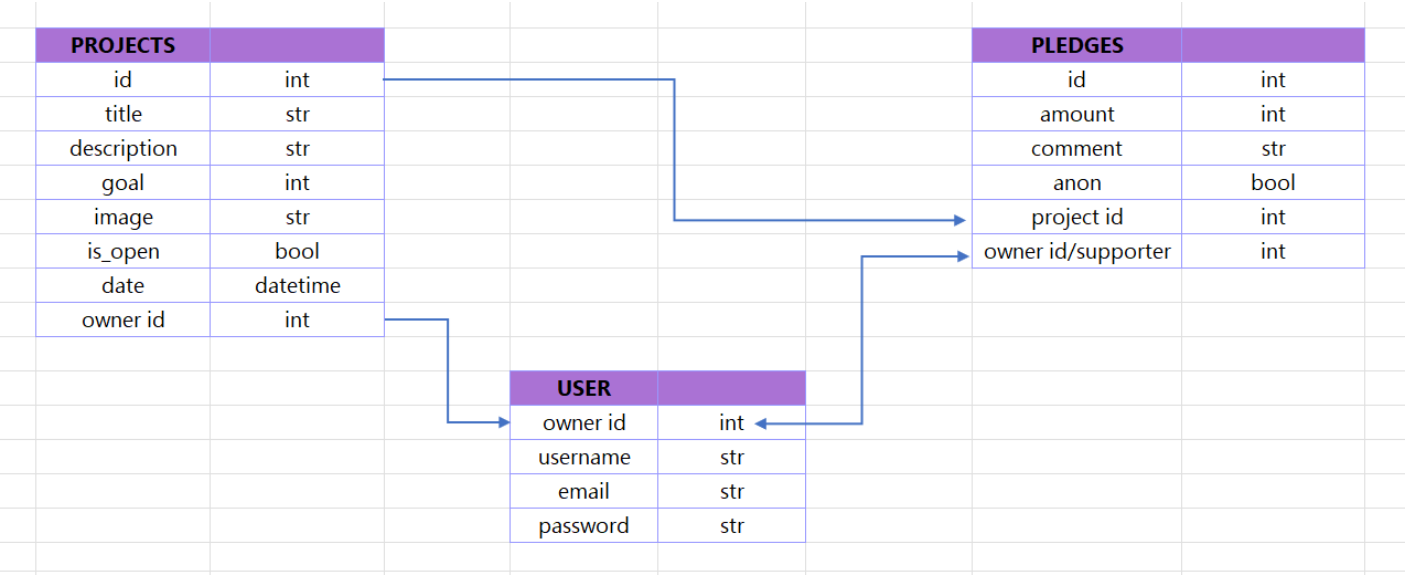 PROJECTS
id int
title str
description str
goal int
image str
is_open bool
date datetime
owner id int
PLEDGES
id int
amount int
comment str
anon bool
project id int
owner id/supporter int
USER
owner id int
username str
email str
password str